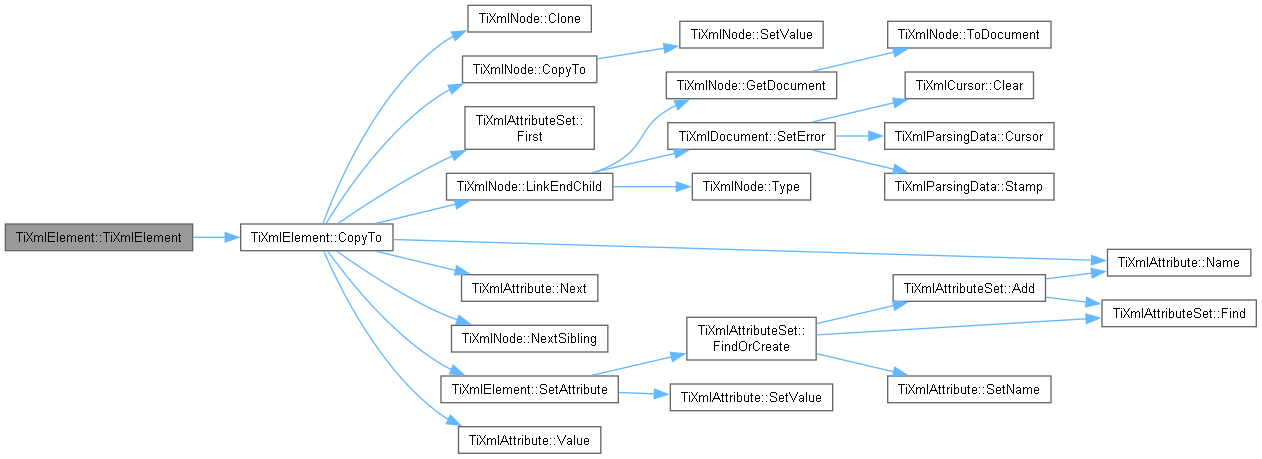 TiXmlNode::Clone
TiXmlNode::SetValue
TiXmlNode::ToDocument
TiXmlNode::CopyTo
TiXmlNode::GetDocument
TiXmlCursor::Clear
TiXmlAttributeSet::
First
TiXmlDocument::SetError
TiXmlParsingData::Cursor
TiXmlNode::LinkEndChild
TiXmlNode::Type
TiXmlParsingData::Stamp
TiXmlElement::TiXmlElement
TiXmlElement::CopyTo
TiXmlAttribute::Name
TiXmlAttribute::Next
TiXmlAttributeSet::Add
TiXmlAttributeSet::Find
TiXmlNode::NextSibling
TiXmlAttributeSet::
FindOrCreate
TiXmlElement::SetAttribute
TiXmlAttribute::SetValue
TiXmlAttribute::SetName
TiXmlAttribute::Value